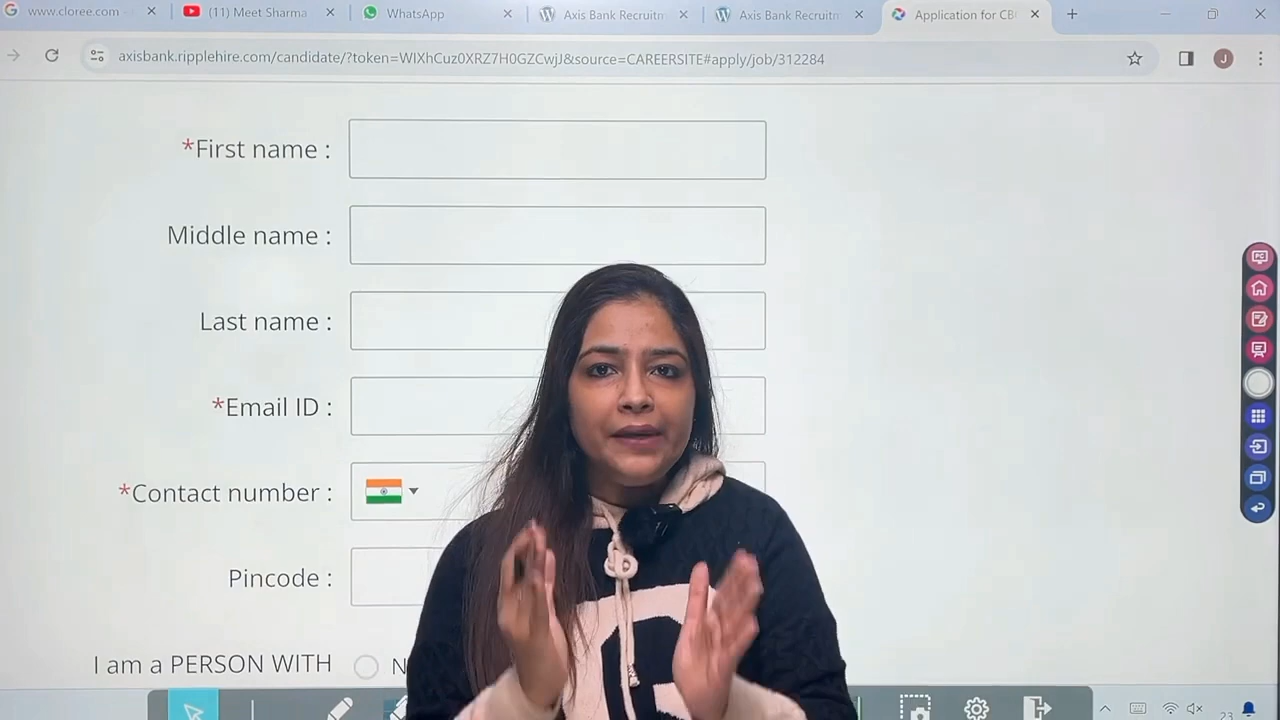 www.cloree.com
(11) Meet Sharma
WhatsApp
Axis Bank Recruitm
Axis Bank Recruitm
Application for CB
axisbank.ripplehire.com/candidate/?token=WIXhCuz0XRZ7H0GZCwjJ&source=CAREERSITE#apply/job/312284
J
*First name :
Middle name :
Last name :
*Email ID :
*Contact number :
Pincode :
I am a PERSON WITH
N
PC
23